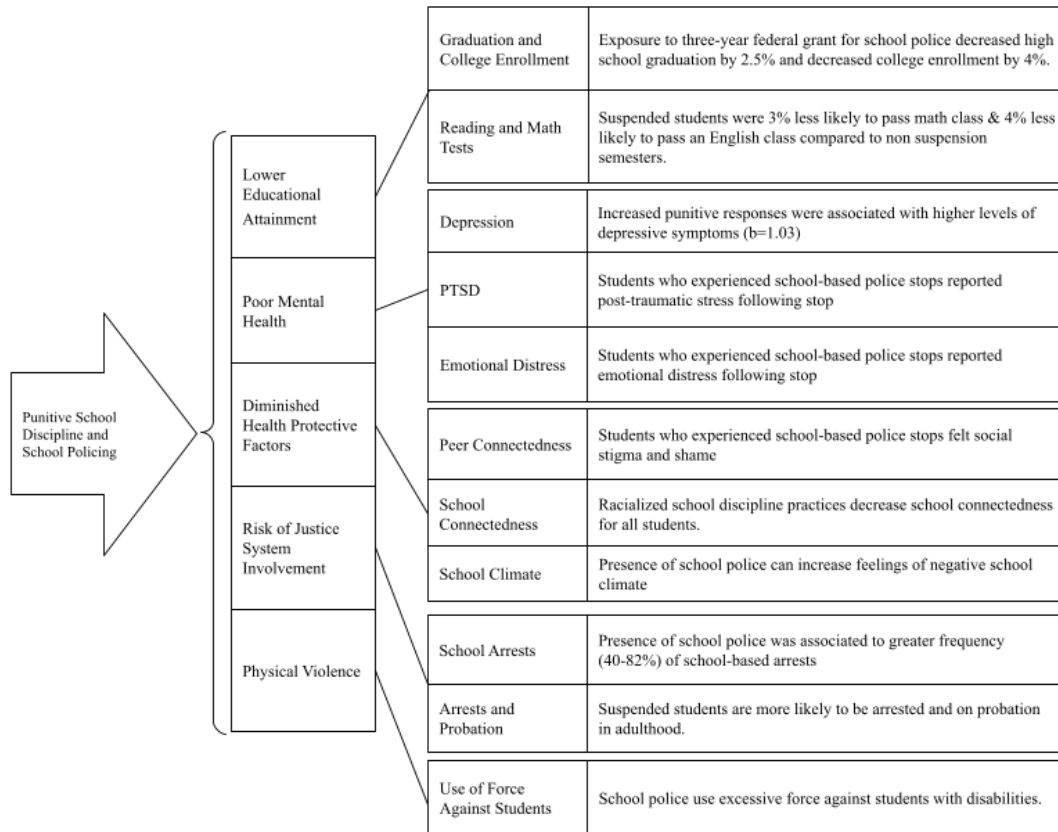 Punitive School
Discipline and
School Policing
Lower
Educational
Attainment
Poor Mental
Health
Diminished
Health Protective
Factors
Risk of Justice
System
Involvement
Physical Violence
Graduation and
College Enrollment
Exposure to three-year federal grant for school police decreased high
school graduation by 2.5% and decreased college enrollment by 4%.
Reading and Math
Tests
Suspended students were 3% less likely to pass math class & 4% less
likely to pass an English class compared to non suspension
semesters.
Depression
Increased punitive responses were associated with higher levels of
depressive symptoms (b=1.03)
PTSD
Students who experienced school-based police stops reported
post-traumatic stress following stop
Emotional Distress
Students who experienced school-based police stops reported
emotional distress following stop
Peer Connectedness
Students who experienced school-based police stops felt social
stigma and shame
School
Connectedness
Racialized school discipline practices decrease school connectedness
for all students.
School Climate
Presence of school police can increase feelings of negative school
climate
School Arrests
Presence of school police was associated to greater frequency
(40-82%) of school-based arrests
Arrests and
Probation
Suspended students are more likely to be arrested and on probation
in adulthood.
Use of Force
Against Students
School police use excessive force against students with disabilities.